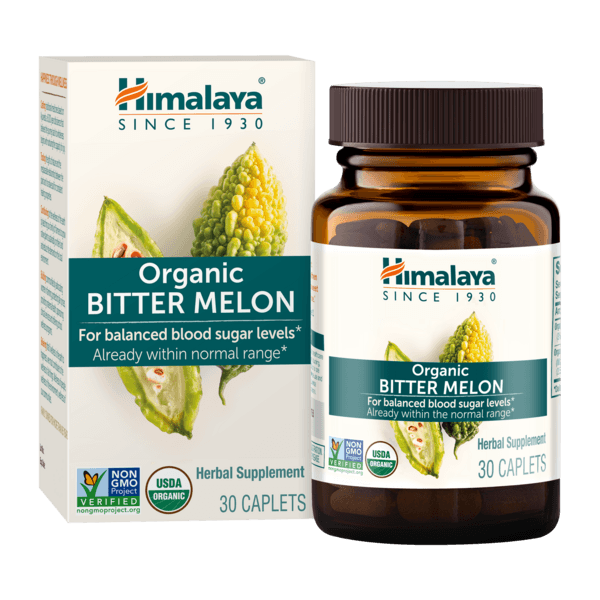 Himalaya®
SINCE 1930
Organic
BITTER MELON
For balanced blood sugar levels*
Already within normal range*
NON
GMO
Project
VERIFIED
nongmoproject.org
USDA
ORGANIC
Herbal Supplement
30 CAPLETS
Himalaya®
SINCE 1930
Organic
BITTER MELON
For balanced blood sugar levels*
Already within the normal range*
NON
GMO
Project
VERIFIED
USDA
ORGANIC
Herbal Supplement
30 CAPLETS